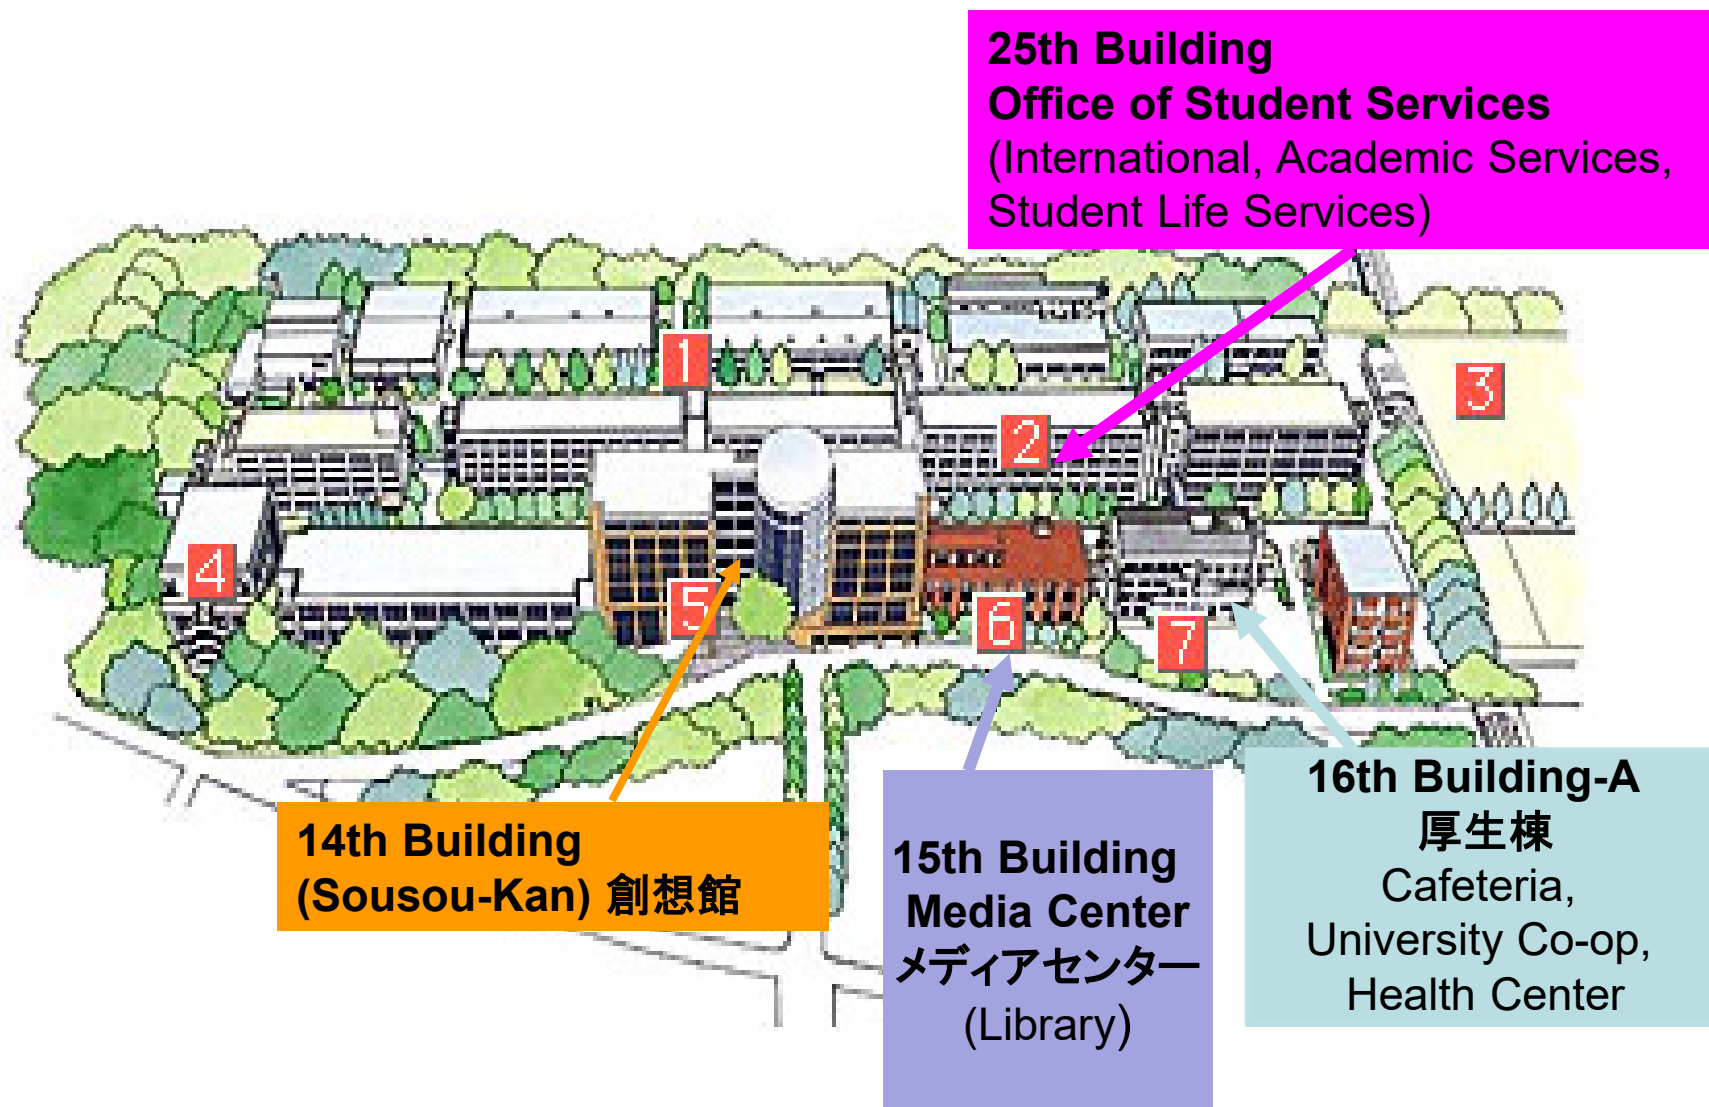 25th Building
Office of Student Services
(International, Academic Services,
Student Life Services)
1
2
3
4
5
6
7
14th Building
(Sousou-Kan) 創想館
15th Building
Media Center
メディアセンター
(Library)
16th Building-A
厚生棟
Cafeteria,
University Co-op,
Health Center